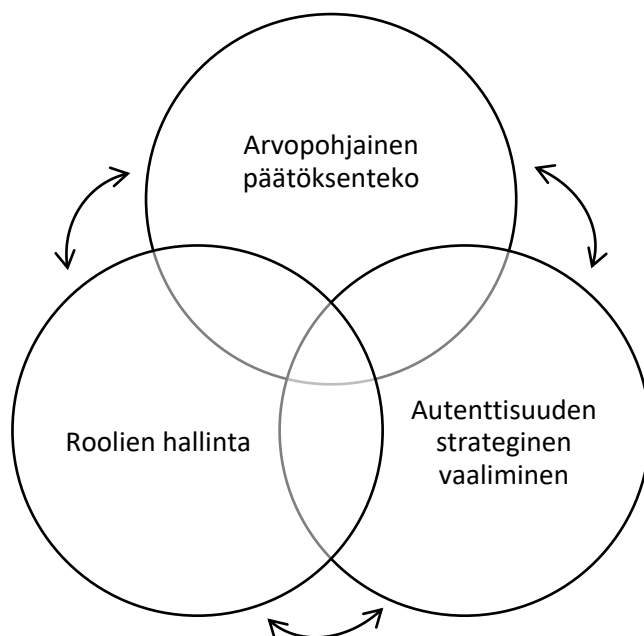 Arvopohjainen
päätöksenteko
Roolien hallinta
Autenttisuuden
strateginen
vaaliminen